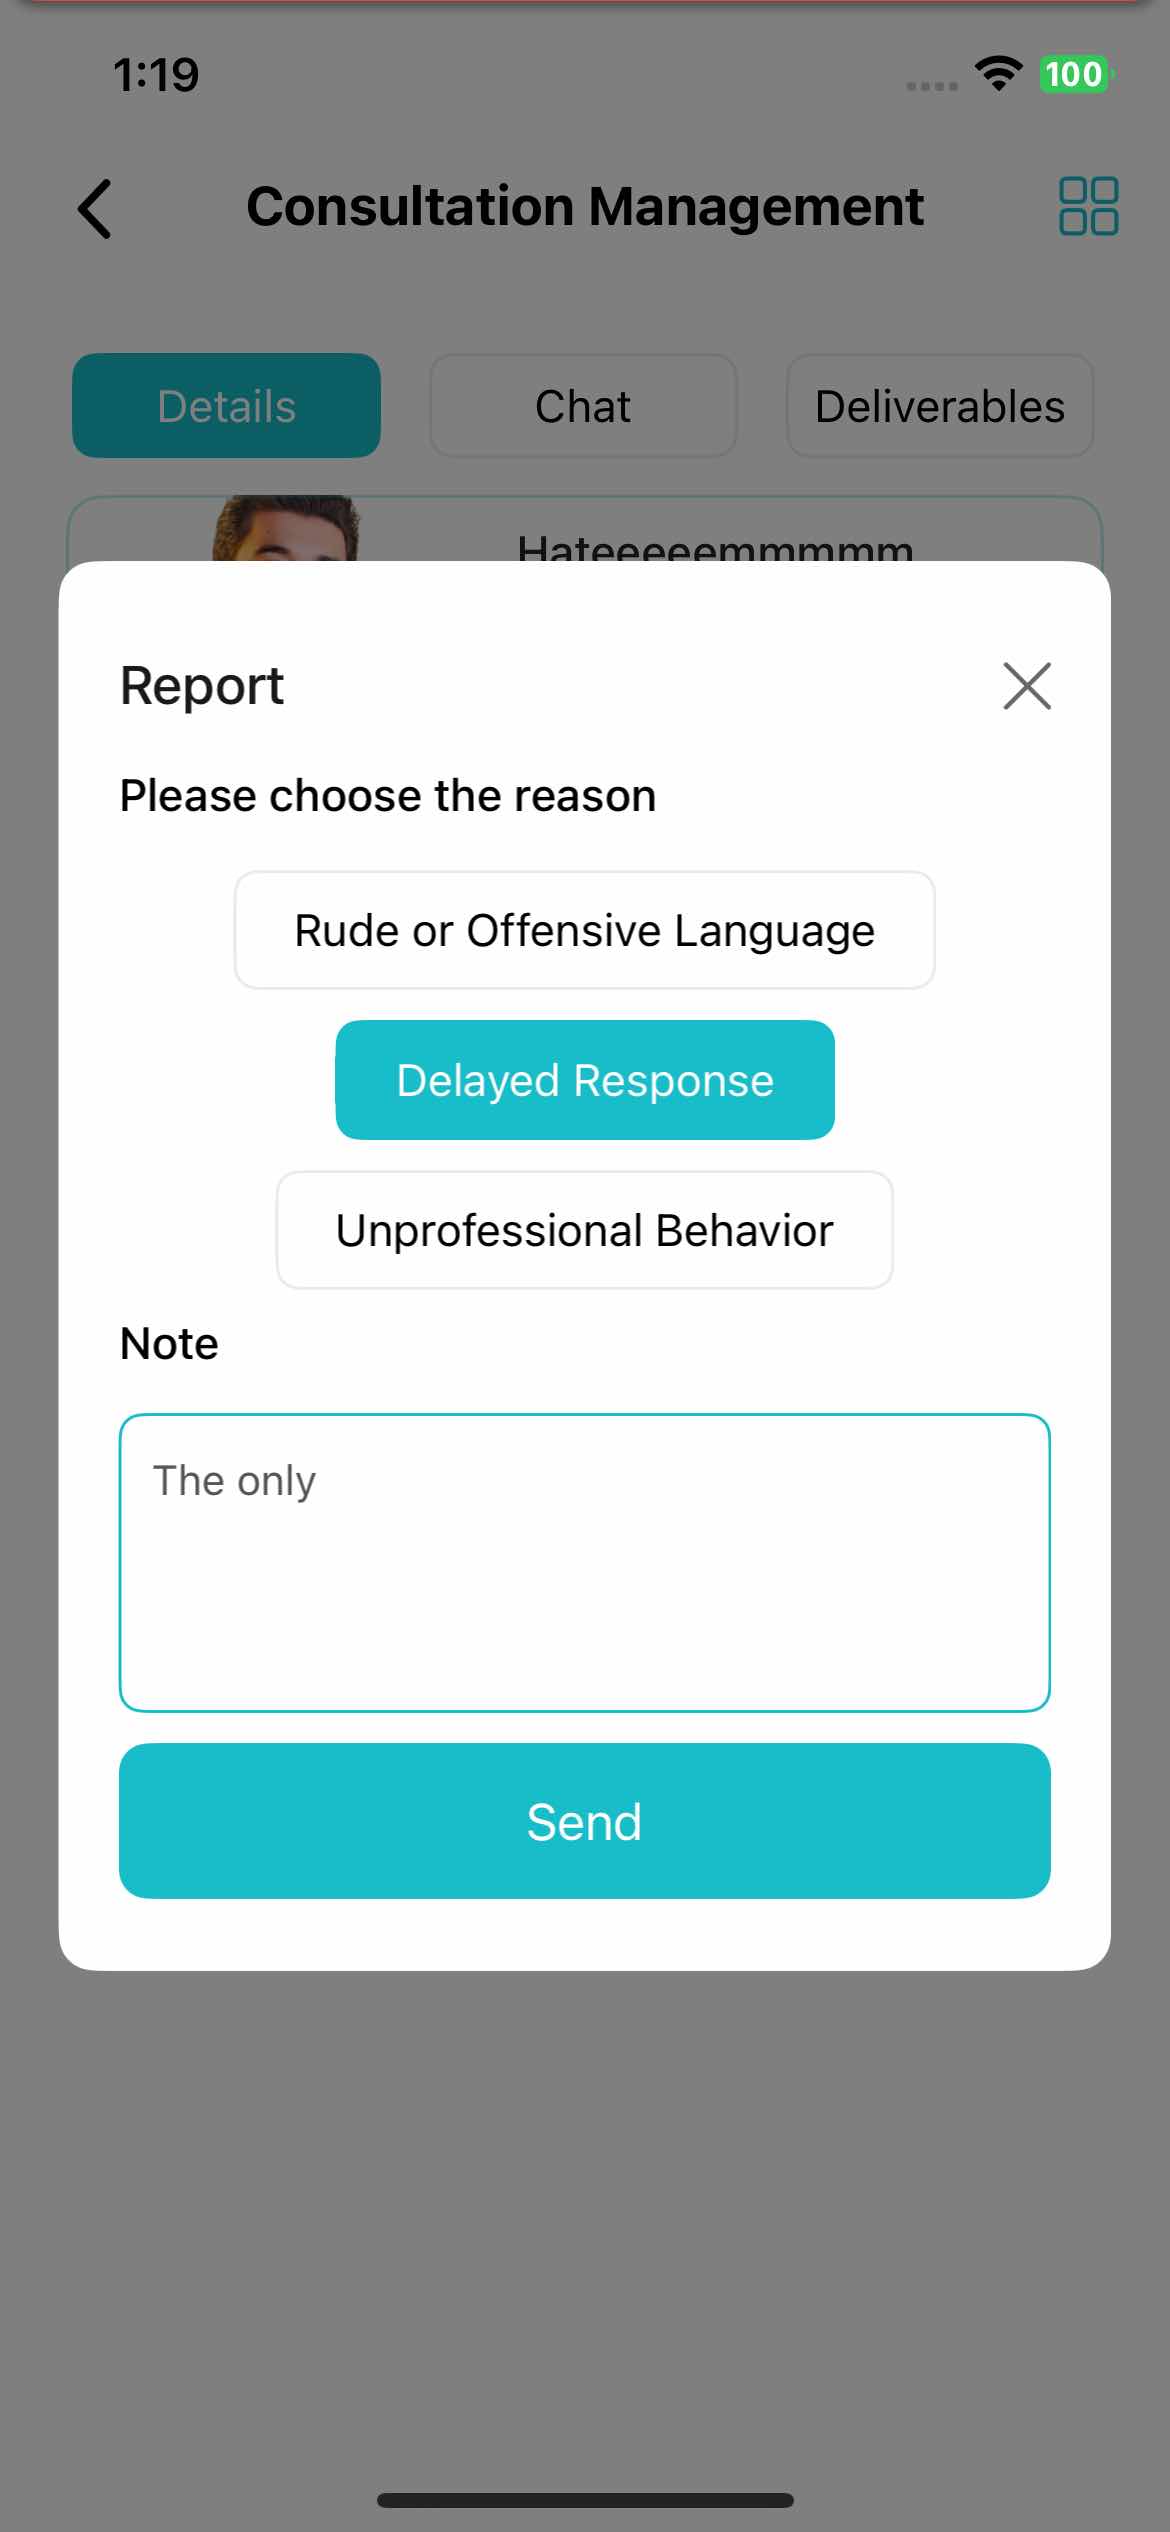 1:19
100
Consultation Management
Details
Chat
Deliverables
Hateeeeemmmmm
Report
Please choose the reason
Rude or Offensive Language
Delayed Response
Unprofessional Behavior
Note
The only
Send